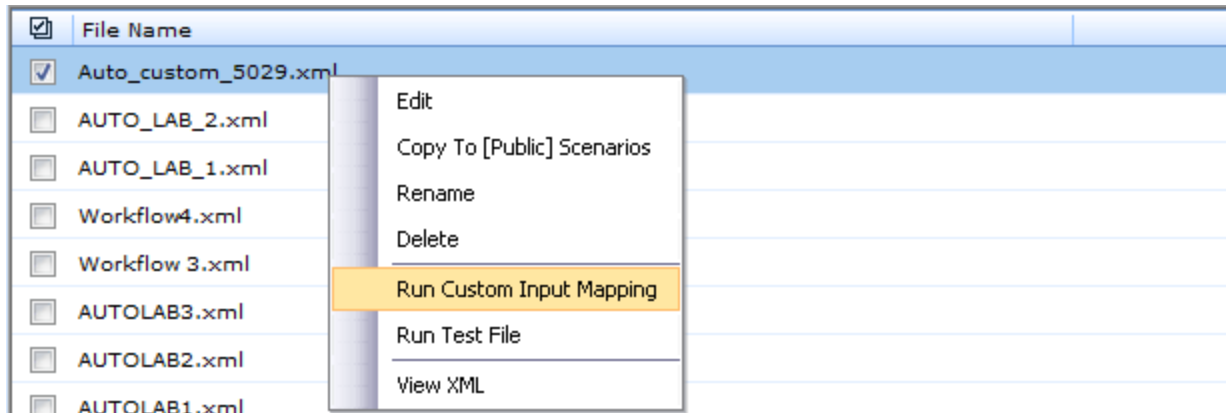 File Name
Auto_custom_5029.xml
Edit
AUTO_LAB_2.xml
Copy To [Public] Scenarios
AUTO_LAB_1.xml
Rename
Workflow4.xml
Delete
Workflow 3.xml
Run Custom Input Mapping
AUTOLAB3.xml
Run Test File
AUTOLAB2.xml
View XML
AUTOLAB1.xml